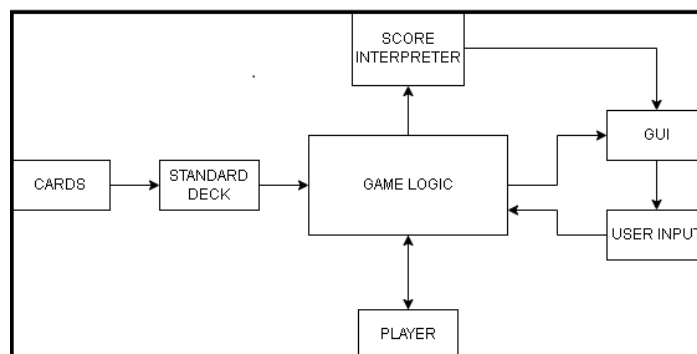 SCORE
INTERPRETER
GUI
CARDS
STANDARD
DECK
GAME LOGIC
USER INPUT
PLAYER